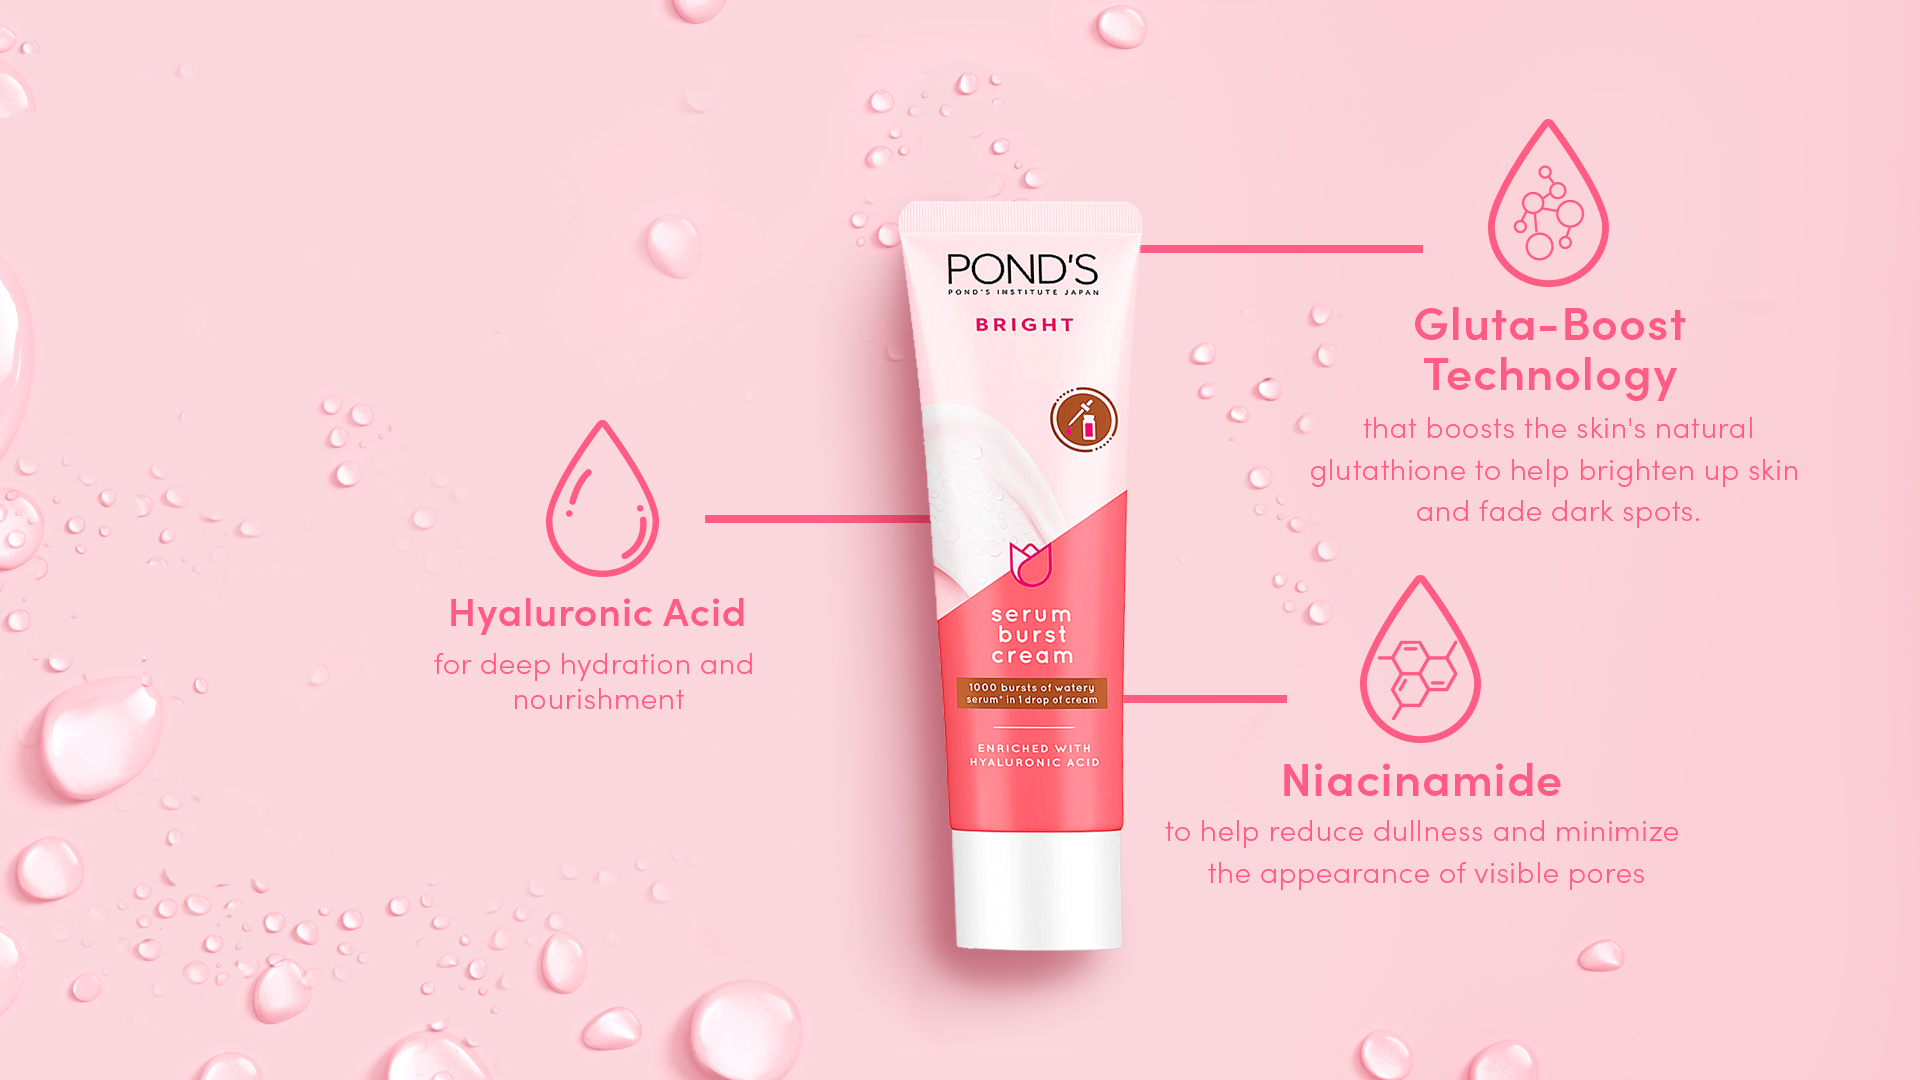 POND'S
POND'S INSTITUTE JAPAN
BRIGHT
serum
burst
cream
1000 bursts of watery
serum* in 1 drop of cream
ENRICHED WITH
HYALURONIC ACID
Hyaluronic Acid
for deep hydration and
nourishment
Gluta-Boost
Technology
that boosts the skin's natural
glutathione to help brighten up skin
and fade dark spots.
Niacinamide
to help reduce dullness and minimize
the appearance of visible pores